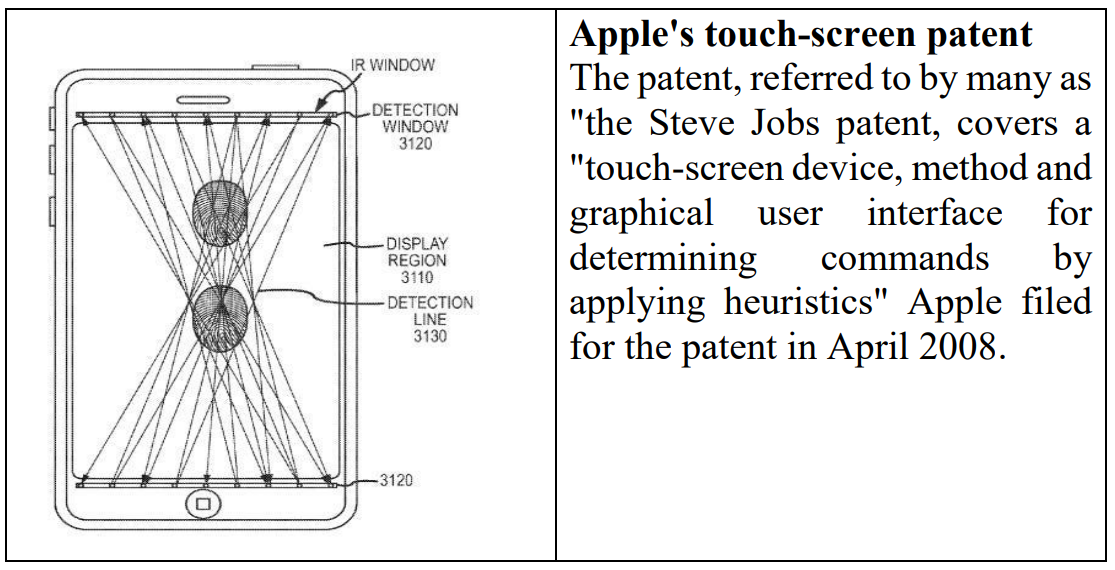 IR WINDOW
DETECTION
WINDOW
3120
DISPLAY
REGION
3110
DETECTION
LINE
3130
3120
Apple's touch-screen patent
The patent, referred to by many as
"the Steve Jobs patent, covers a
"touch-screen device, method and
graphical user interface for
determining commands by
applying heuristics" Apple filed
for the patent in April 2008.